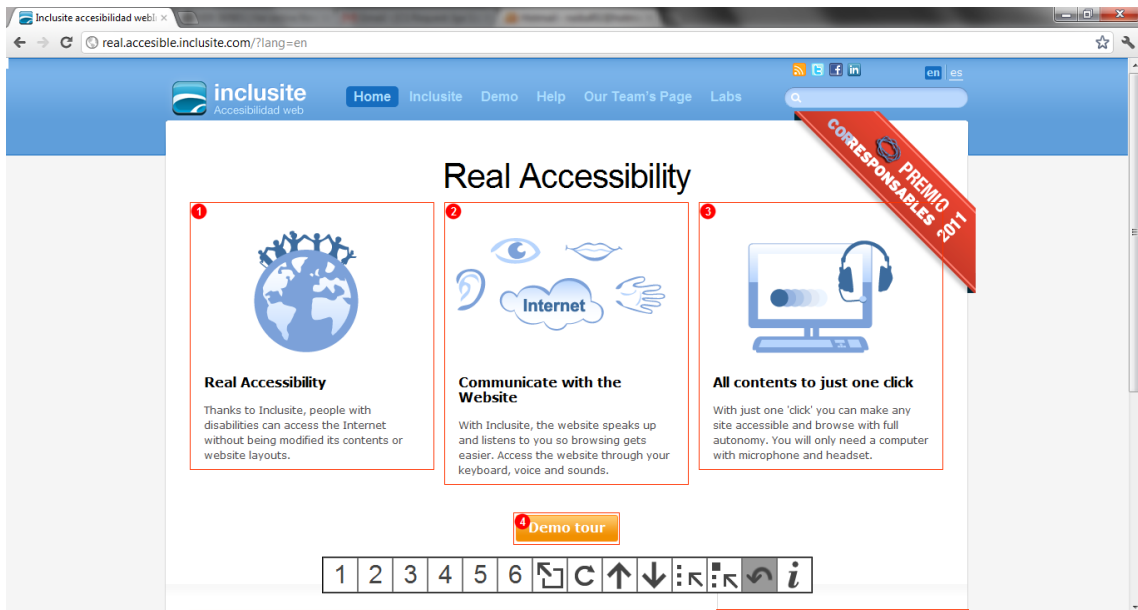 Inclusite accesibilidad web
real.accesible.inclusite.com/?lang=en
en es
inclusite
Accesibilidad web
Home Inclusite Demo Help Our Team's Page Labs
CORRESPONSABLES
PREMIO 2011
Real Accessibility
1
Real Accessibility
Thanks to Inclusite, people with
disabilities can access the Internet
without being modified its contents or
website layouts.
2
Internet
Communicate with the
Website
With Inclusite, the website speaks up
and listens to you so browsing gets
easier. Access the website through your
keyboard, voice and sounds.
3
All contents to just one click
With just one 'click' you can make any
site accessible and browse with full
autonomy. You will only need a computer
with microphone and headset.
4
Demo tour
1 2 3 4 5 6 i